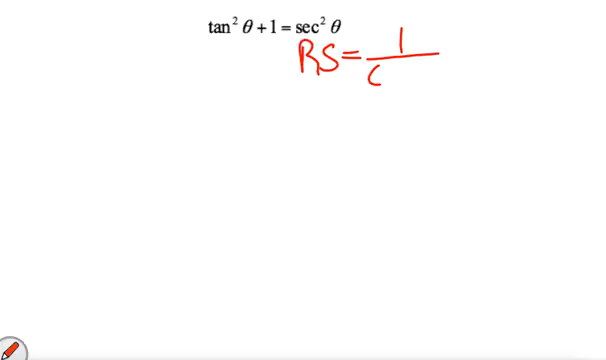 tan² θ + 1 = sec² θ
RS = 1/c